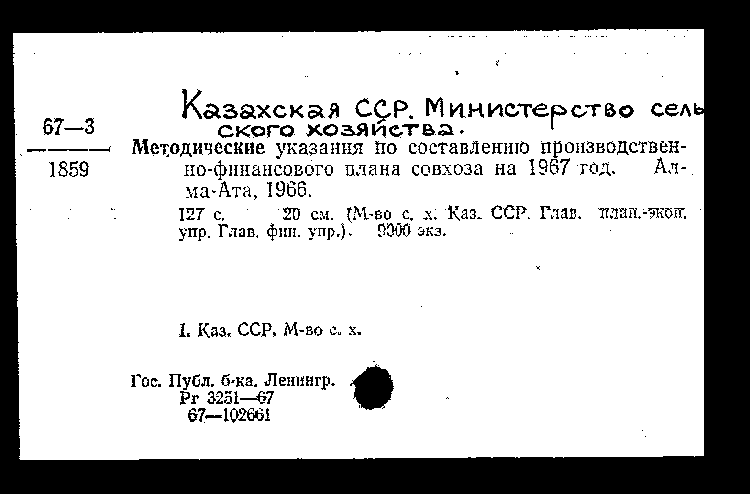 Казахская ССР. Министерство сель
ского хозяйства.
67—3
1859
Методические указания по составлению производствен-
но-финансового плана совхоза на 1967 год. Ал-
ма-Ата, 1966.
127 с. 20 см. (М-во с. х. Каз. ССР. Глав. план.-экон.
упр. Глав. фин. упр.). экз.
1. Каз. ССР. М-во с. х.
Гос. Публ. б-ка. Ленингр.
Pr 3251—67
67—102661